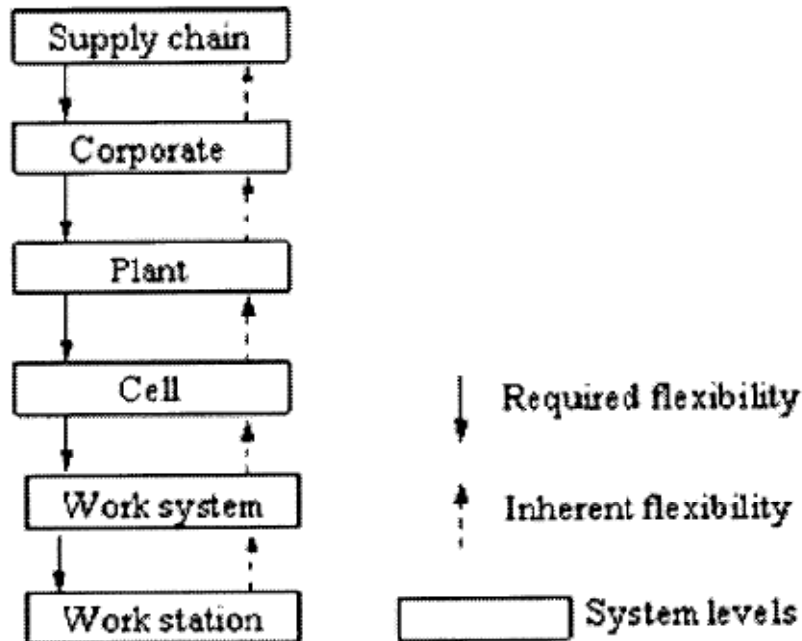 Supply chain
Corporate
Plant
Cell
Work system
Work station
Required flexibility
Inherent flexibility
System levels